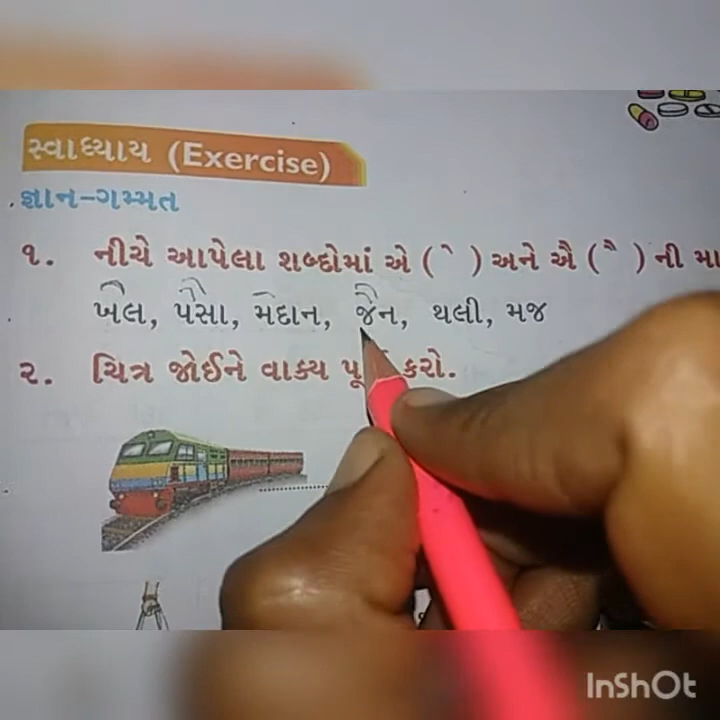 સ્વાધ્યાય (Exercise)
જ્ઞાન-ગમ્મત
૧. નીચે આપેલા શબ્દોમાં એ ( ે ) અને ઐ ( ૈ ) ની મા
ખેલ, પૈસા, મેદાન, જૈન, થલી, મજ
૨. ચિત્ર જોઈને વાક્ય કરો.
InShOt